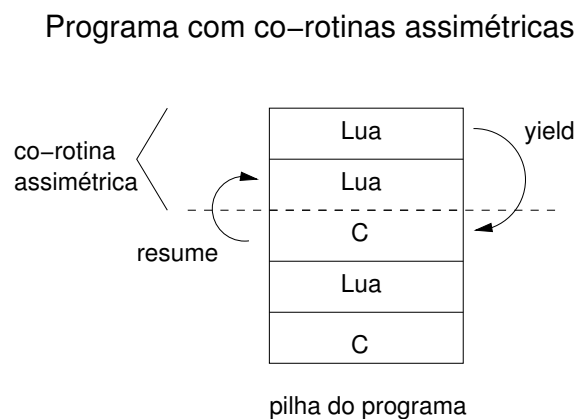 Programa com co−rotinas assimétricas
Lua
yield
co−rotina
assimétrica
Lua
C
resume
Lua
C
pilha do programa